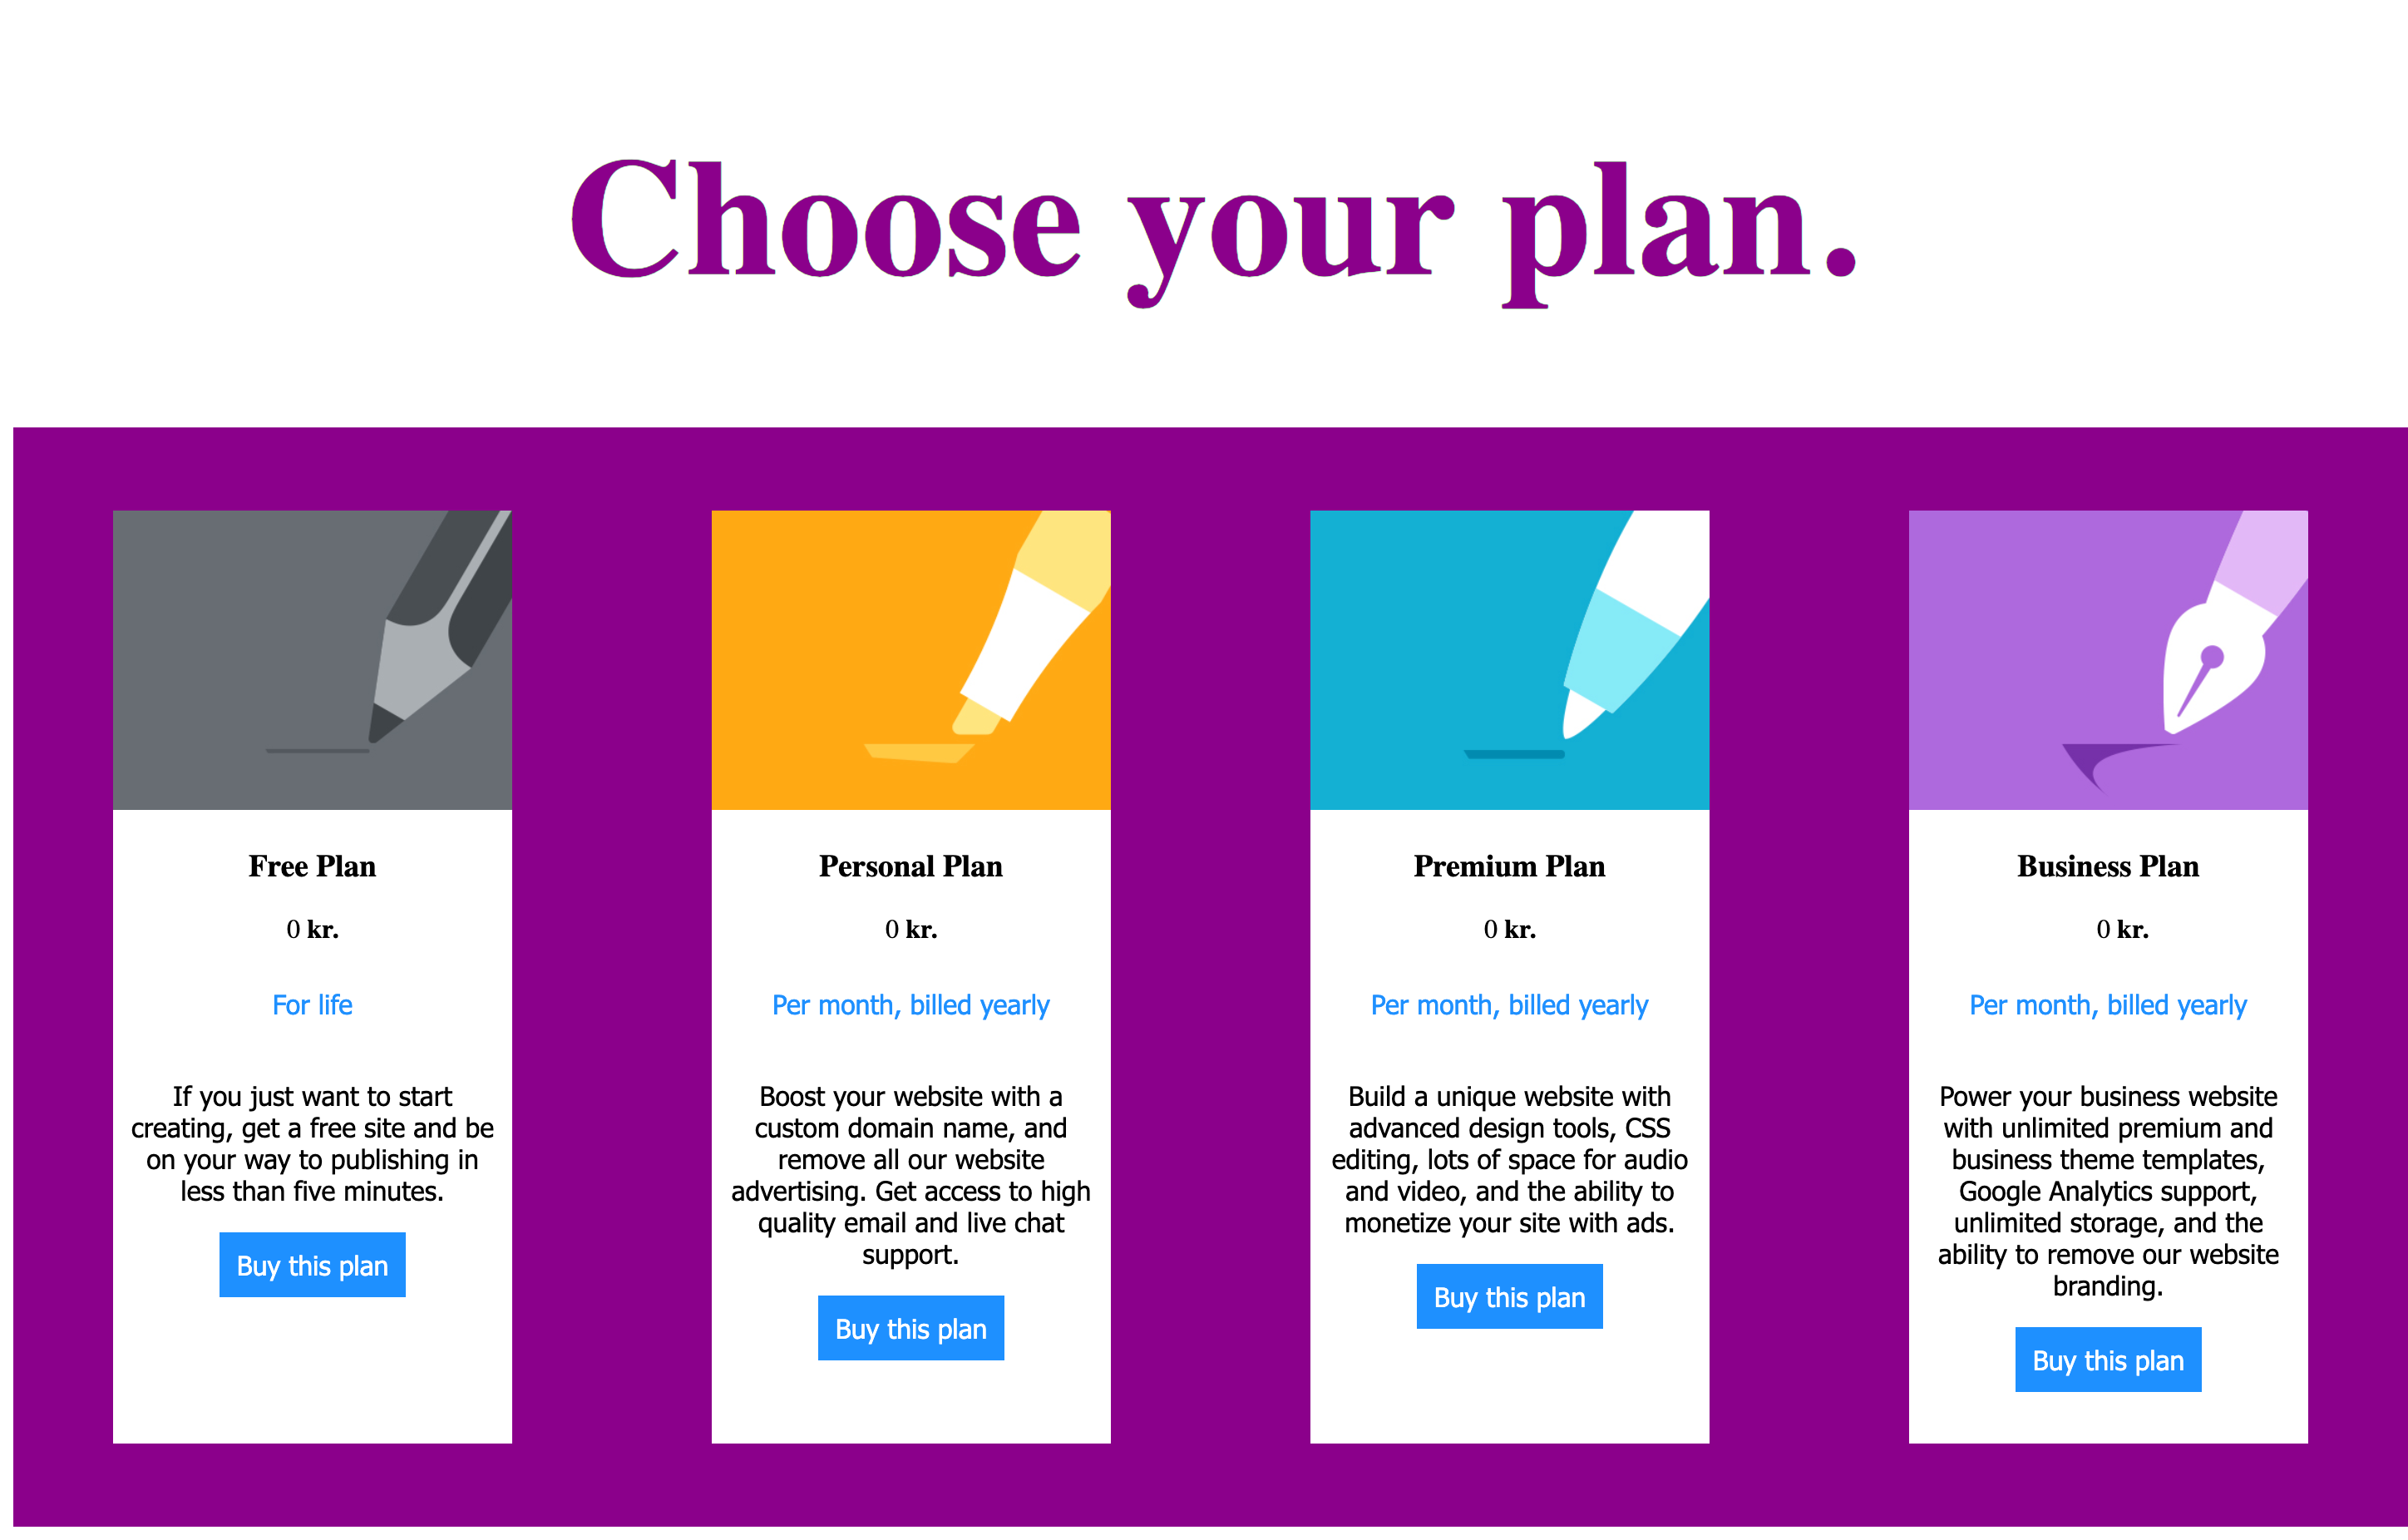 Choose your plan.
Free Plan
0 kr.
For life
If you just want to start
creating, get a free site and be
on your way to publishing in
less than five minutes.
Buy this plan
Personal Plan
0 kr.
Per month, billed yearly
Boost your website with a
custom domain name, and
remove all our website
advertising. Get access to high
quality email and live chat
support.
Buy this plan
Premium Plan
0 kr.
Per month, billed yearly
Build a unique website with
advanced design tools, CSS
editing, lots of space for audio
and video, and the ability to
monetize your site with ads.
Buy this plan
Business Plan
0 kr.
Per month, billed yearly
Power your business website
with unlimited premium and
business theme templates,
Google Analytics support,
unlimited storage, and the
ability to remove our website
branding.
Buy this plan